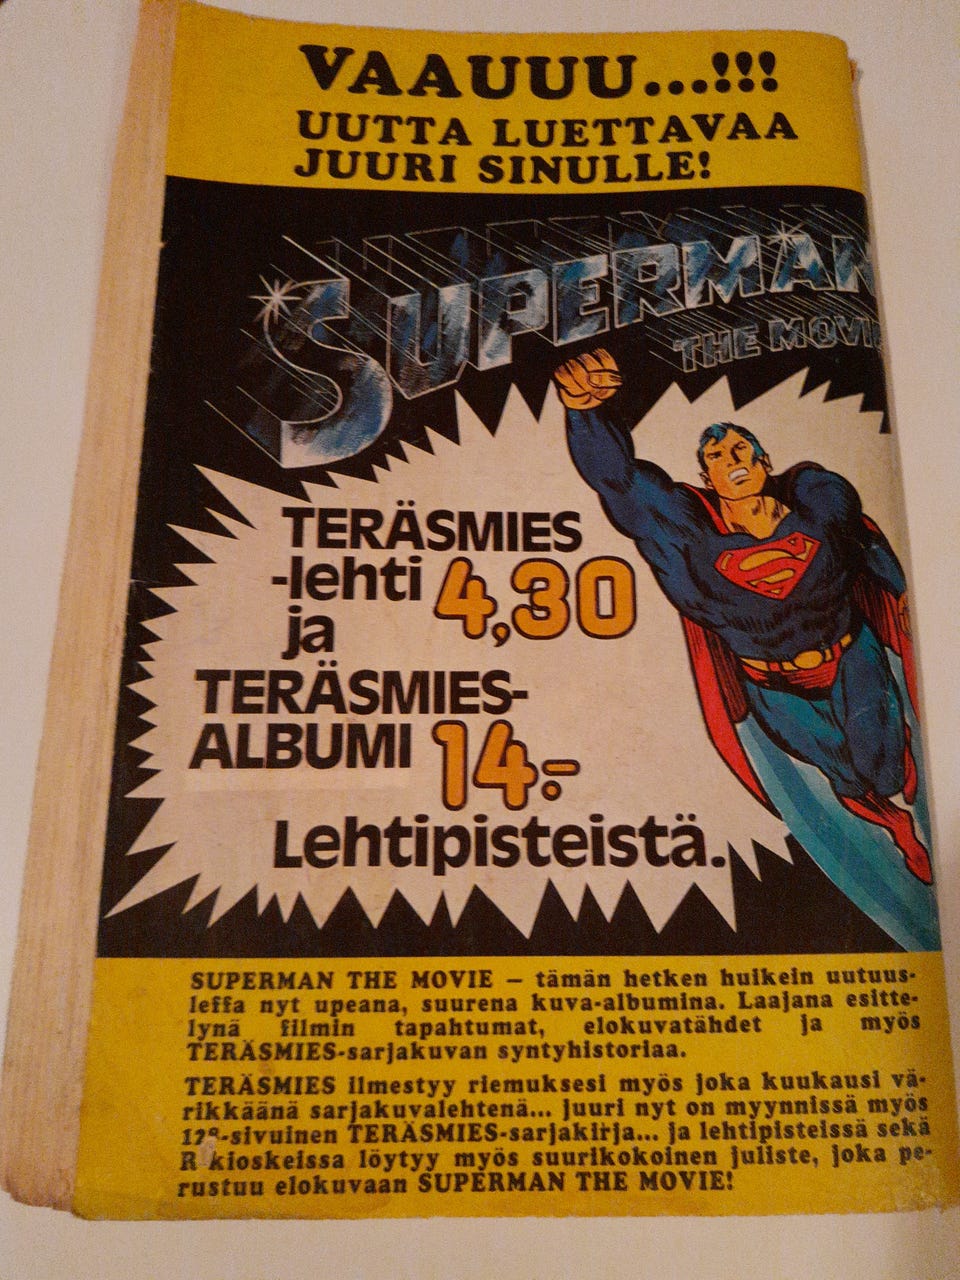 VAAUUU...!!!
UUTTA LUETTAVAA
JUURI SINULLE!
SUPERMAN
THE MOVIE
S
TERÄSMIES
-lehti 4,30
ja
TERÄSMIES-
ALBUMI 14:-
Lehtipisteistä.
SUPERMAN THE MOVIE – tämän hetken huikein uutuus-
leffa nyt upeana, suurena kuva-albumina. Laajana esitte-
lynä filmin tapahtumat, elokuvatähdet ja myös
TERÄSMIES-sarjakuvan syntyhistoriaa.
TERÄSMIES ilmestyy riemuksesi myös joka kuukausi vä-
rikkäänä sarjakuvalehtenä... juuri nyt on myynnissä myös
-sivuinen TERÄSMIES-sarjakirja... ja lehtipisteissä sekä
R kioskeissa löytyy myös suurikokoinen juliste, joka pe-
rustuu elokuvaan SUPERMAN THE MOVIE!